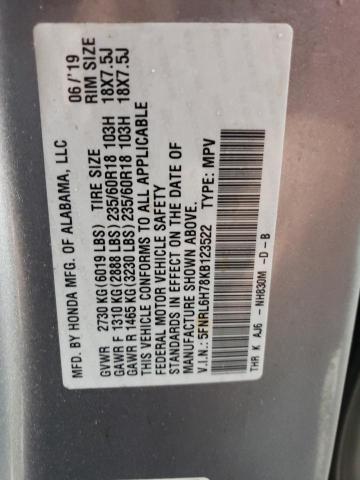 MFD. BY HONDA MFG. OF ALABAMA, LLC 06/'19
TIRE SIZE RIM SIZE
GVWR 2730 KG(6019 LBS)
GAWR F 1310 KG(2888 LBS) 235/60R18 103H 18X7.5J
GAWR R 1465 KG(3230 LBS) 235/60R18 103H 18X7.5J
THIS VEHICLE CONFORMS TO ALL APPLICABLE
FEDERAL MOTOR VEHICLE SAFETY
STANDARDS IN EFFECT ON THE DATE OF
MANUFACTURE SHOWN ABOVE.
V.I.N.: 5FNRL6H78KB123522 TYPE: MPV
THR K AJ6 - NH830M -D -B